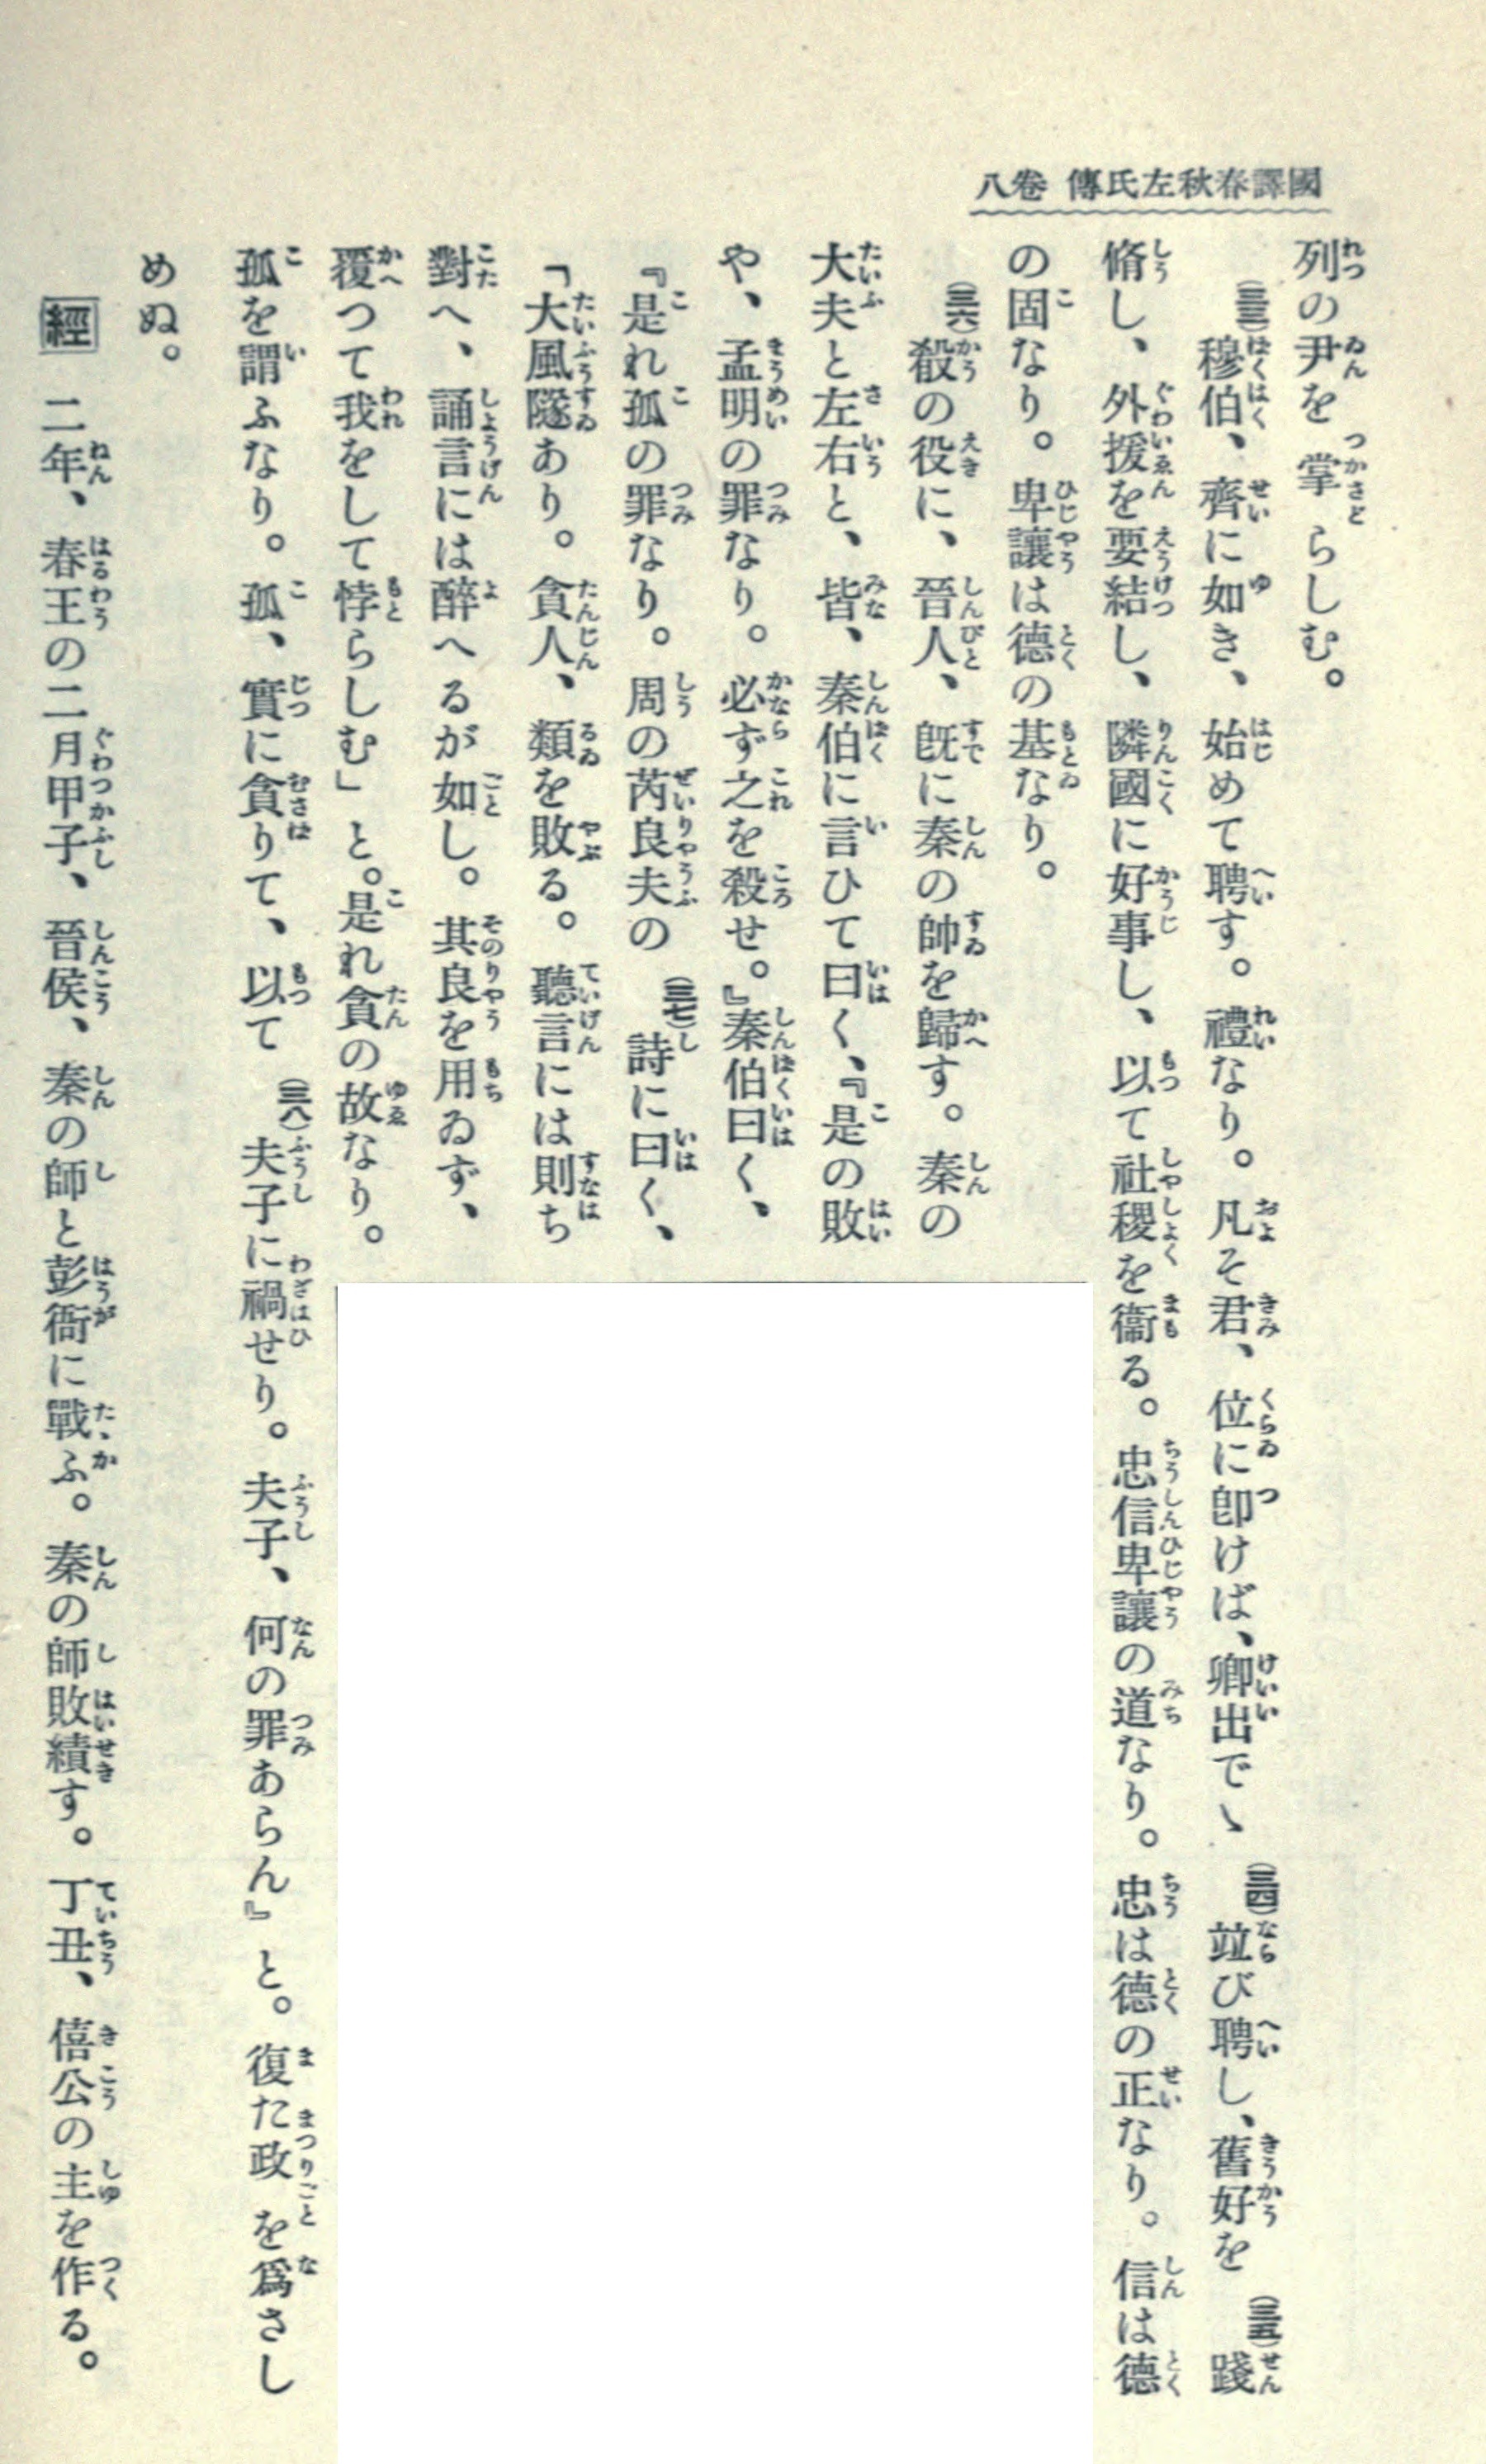 國譯春秋左氏傳 卷八
列の尹を掌らしむ。
(三三)穆伯、齊に如き、始めて聘す。禮なり。凡そ君、位に卽けば、卿出でゝ(三四)竝び聘し、舊好を(三五)踐
脩し、外援を要結し、隣國に好事し、以て社稷を衞る。忠信卑讓の道なり。忠は德の正なり。信は德
の固なり。卑讓は德の基なり。
(三六)殽の役に、晉人、旣に秦の帥を歸す。秦の
大夫と左右と、皆、秦伯に言ひて曰く、『是の敗
や、孟明の罪なり。必ず之を殺せ。』秦伯曰く、
『是れ孤の罪なり。周の芮良夫の(三七)詩に曰く、
「大風隧あり。貪人、類を敗る。聽言には則ち
對へ、誦言には醉へるが如し。其良を用ゐず、
覆つて我をして悖らしむ」と。是れ貪の故なり。
孤を謂ふなり。孤、實に貪りて、以て(三八)夫子に禍せり。夫子、何の罪あらん』と。復た政を爲さし
めぬ。
經 二年、春王の二月甲子、晉侯、秦の師と彭衙に戰ふ。秦の師敗績す。丁丑、僖公の主を作る。